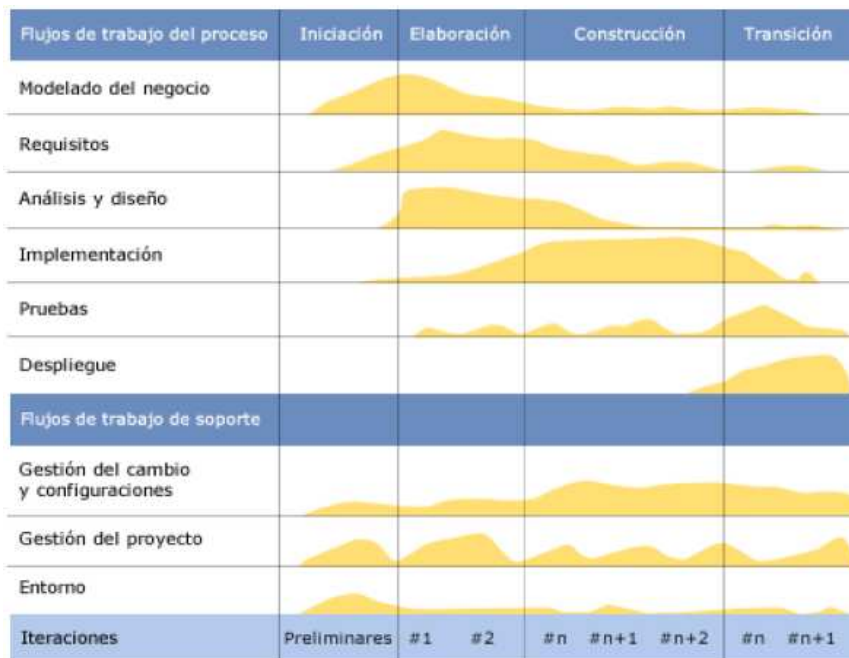 Flujos de trabajo del proceso Iniciación Elaboración Construcción Transición
Modelado del negocio
Requisitos
Análisis y diseño
Implementación
Pruebas
Despliegue
Flujos de trabajo de soporte
Gestión del cambio
y configuraciones
Gestión del proyecto
Entorno
Iteraciones Preliminares #1 #2 #n #n+1 #n+2 #n #n+1